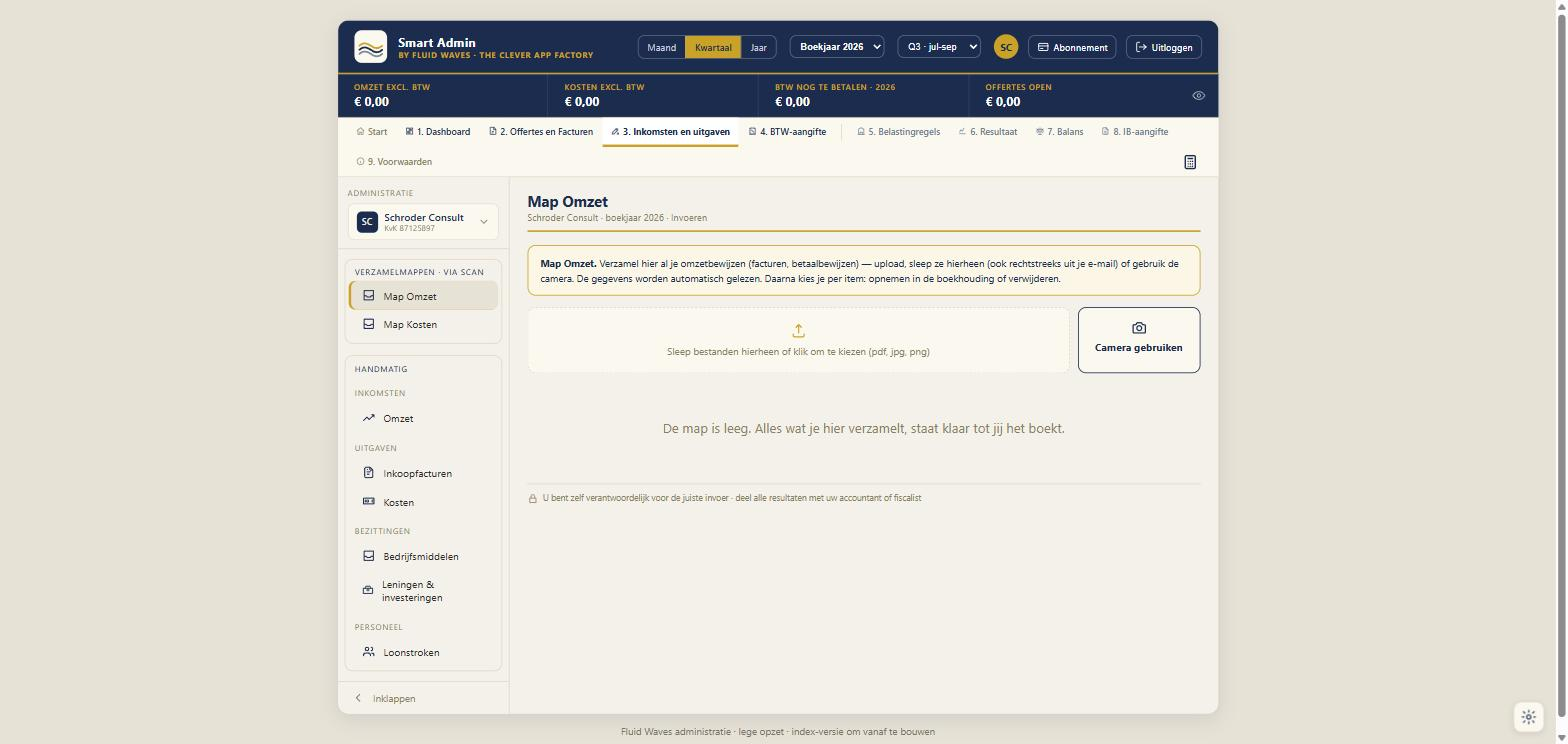 Smart Admin
BY FLUID WAVES · THE CLEVER APP FACTORY
Maand Kwartaal Jaar
Boekjaar 2026
Q3 · jul-sep
SC
Abonnement
Uitloggen
OMZET EXCL. BTW
€ 0,00
KOSTEN EXCL. BTW
€ 0,00
BTW NOG TE BETALEN · 2026
€ 0,00
OFFERTES OPEN
€ 0,00
Start
1. Dashboard
2. Offertes en Facturen
3. Inkomsten en uitgaven
4. BTW-aangifte
5. Belastingregels
6. Resultaat
7. Balans
8. IB-aangifte
9. Voorwaarden
ADMINISTRATIE
SC
Schroder Consult
KvK 87125897
VERZAMELMAPPEN · VIA SCAN
Map Omzet
Map Kosten
HANDMATIG
INKOMSTEN
Omzet
UITGAVEN
Inkoopfacturen
Kosten
BEZITTINGEN
Bedrijfsmiddelen
Leningen &
investeringen
PERSONEEL
Loonstroken
Inklappen
Map Omzet
Schroder Consult · boekjaar 2026 · Invoeren
Map Omzet. Verzamel hier al je omzetbewijzen (facturen, betaalbewijzen) — upload, sleep ze hierheen (ook rechtstreeks uit je e-mail) of gebruik de
camera. De gegevens worden automatisch gelezen. Daarna kies je per item: opnemen in de boekhouding of verwijderen.
Sleep bestanden hierheen of klik om te kiezen (pdf, jpg, png)
Camera gebruiken
De map is leeg. Alles wat je hier verzamelt, staat klaar tot jij het boekt.
U bent zelf verantwoordelijk voor de juiste invoer · deel alle resultaten met uw accountant of fiscalist
Fluid Waves administratie · lege opzet · index-versie om vanaf te bouwen